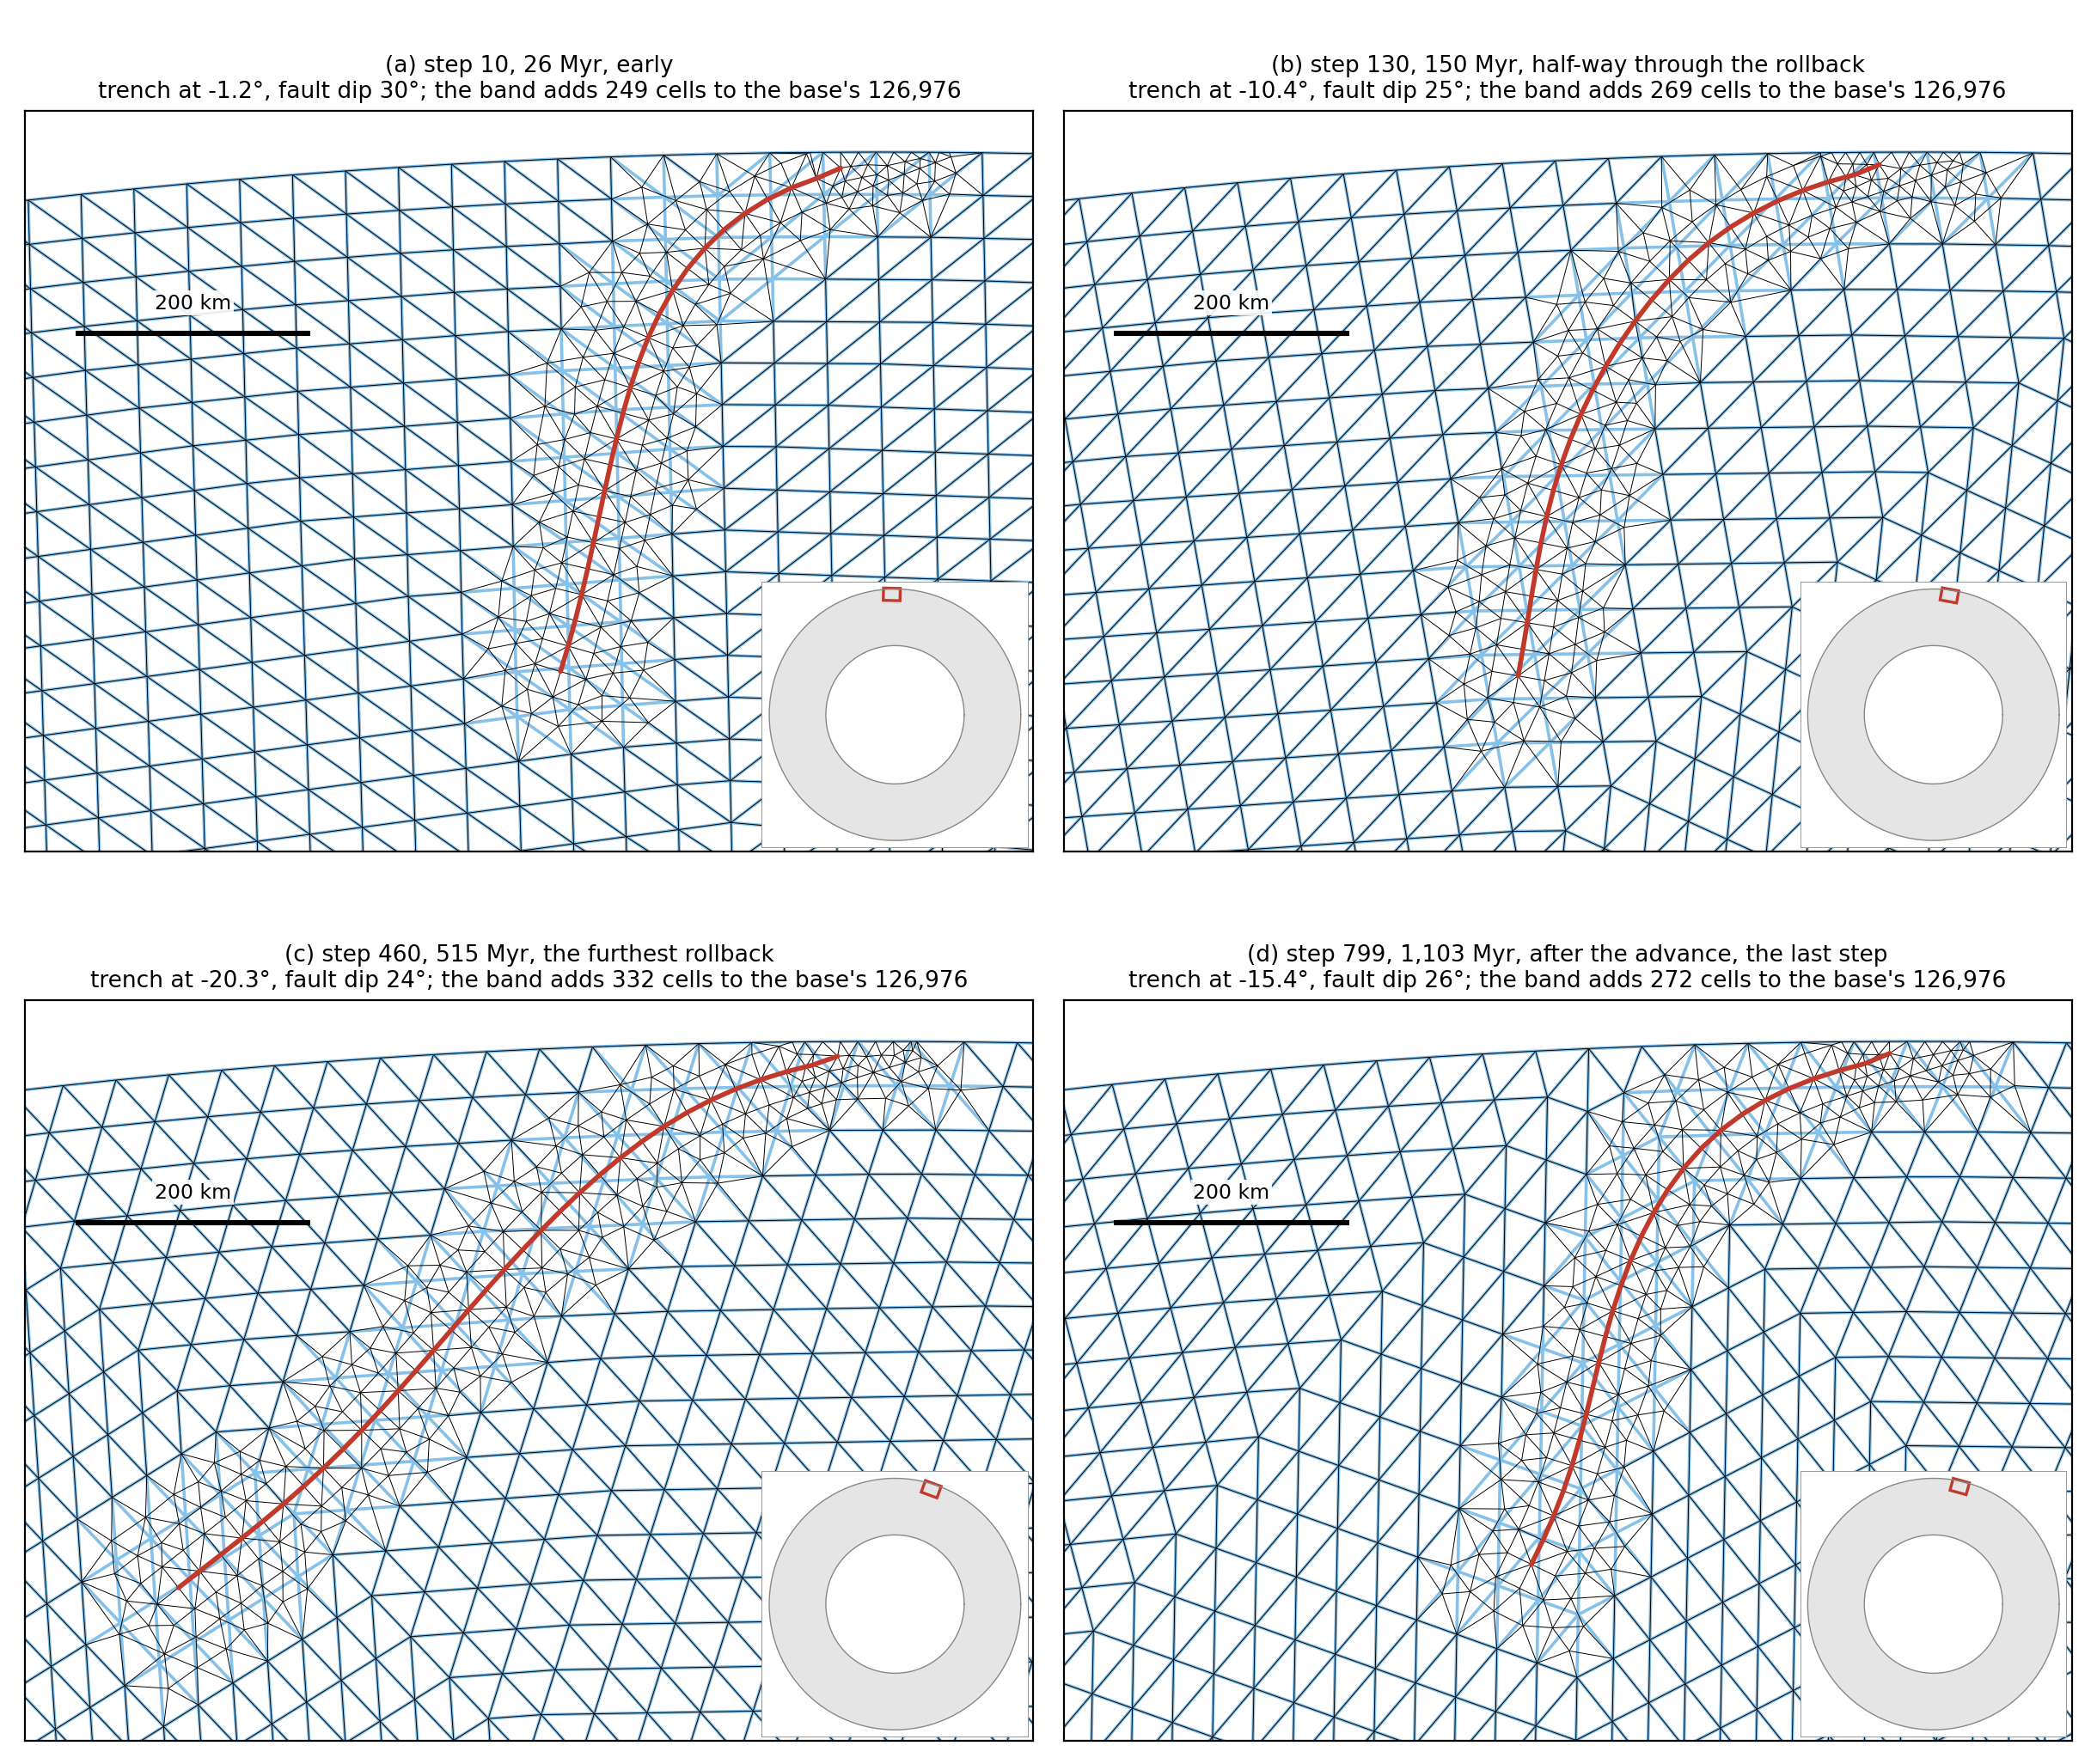 (a) step 10, 26 Myr, early
trench at -1.2°, fault dip 30°; the band adds 249 cells to the base's 126,976
200 km
(b) step 130, 150 Myr, half-way through the rollback
trench at -10.4°, fault dip 25°; the band adds 269 cells to the base's 126,976
200 km
(c) step 460, 515 Myr, the furthest rollback
trench at -20.3°, fault dip 24°; the band adds 332 cells to the base's 126,976
200 km
(d) step 799, 1,103 Myr, after the advance, the last step
trench at -15.4°, fault dip 26°; the band adds 272 cells to the base's 126,976
200 km